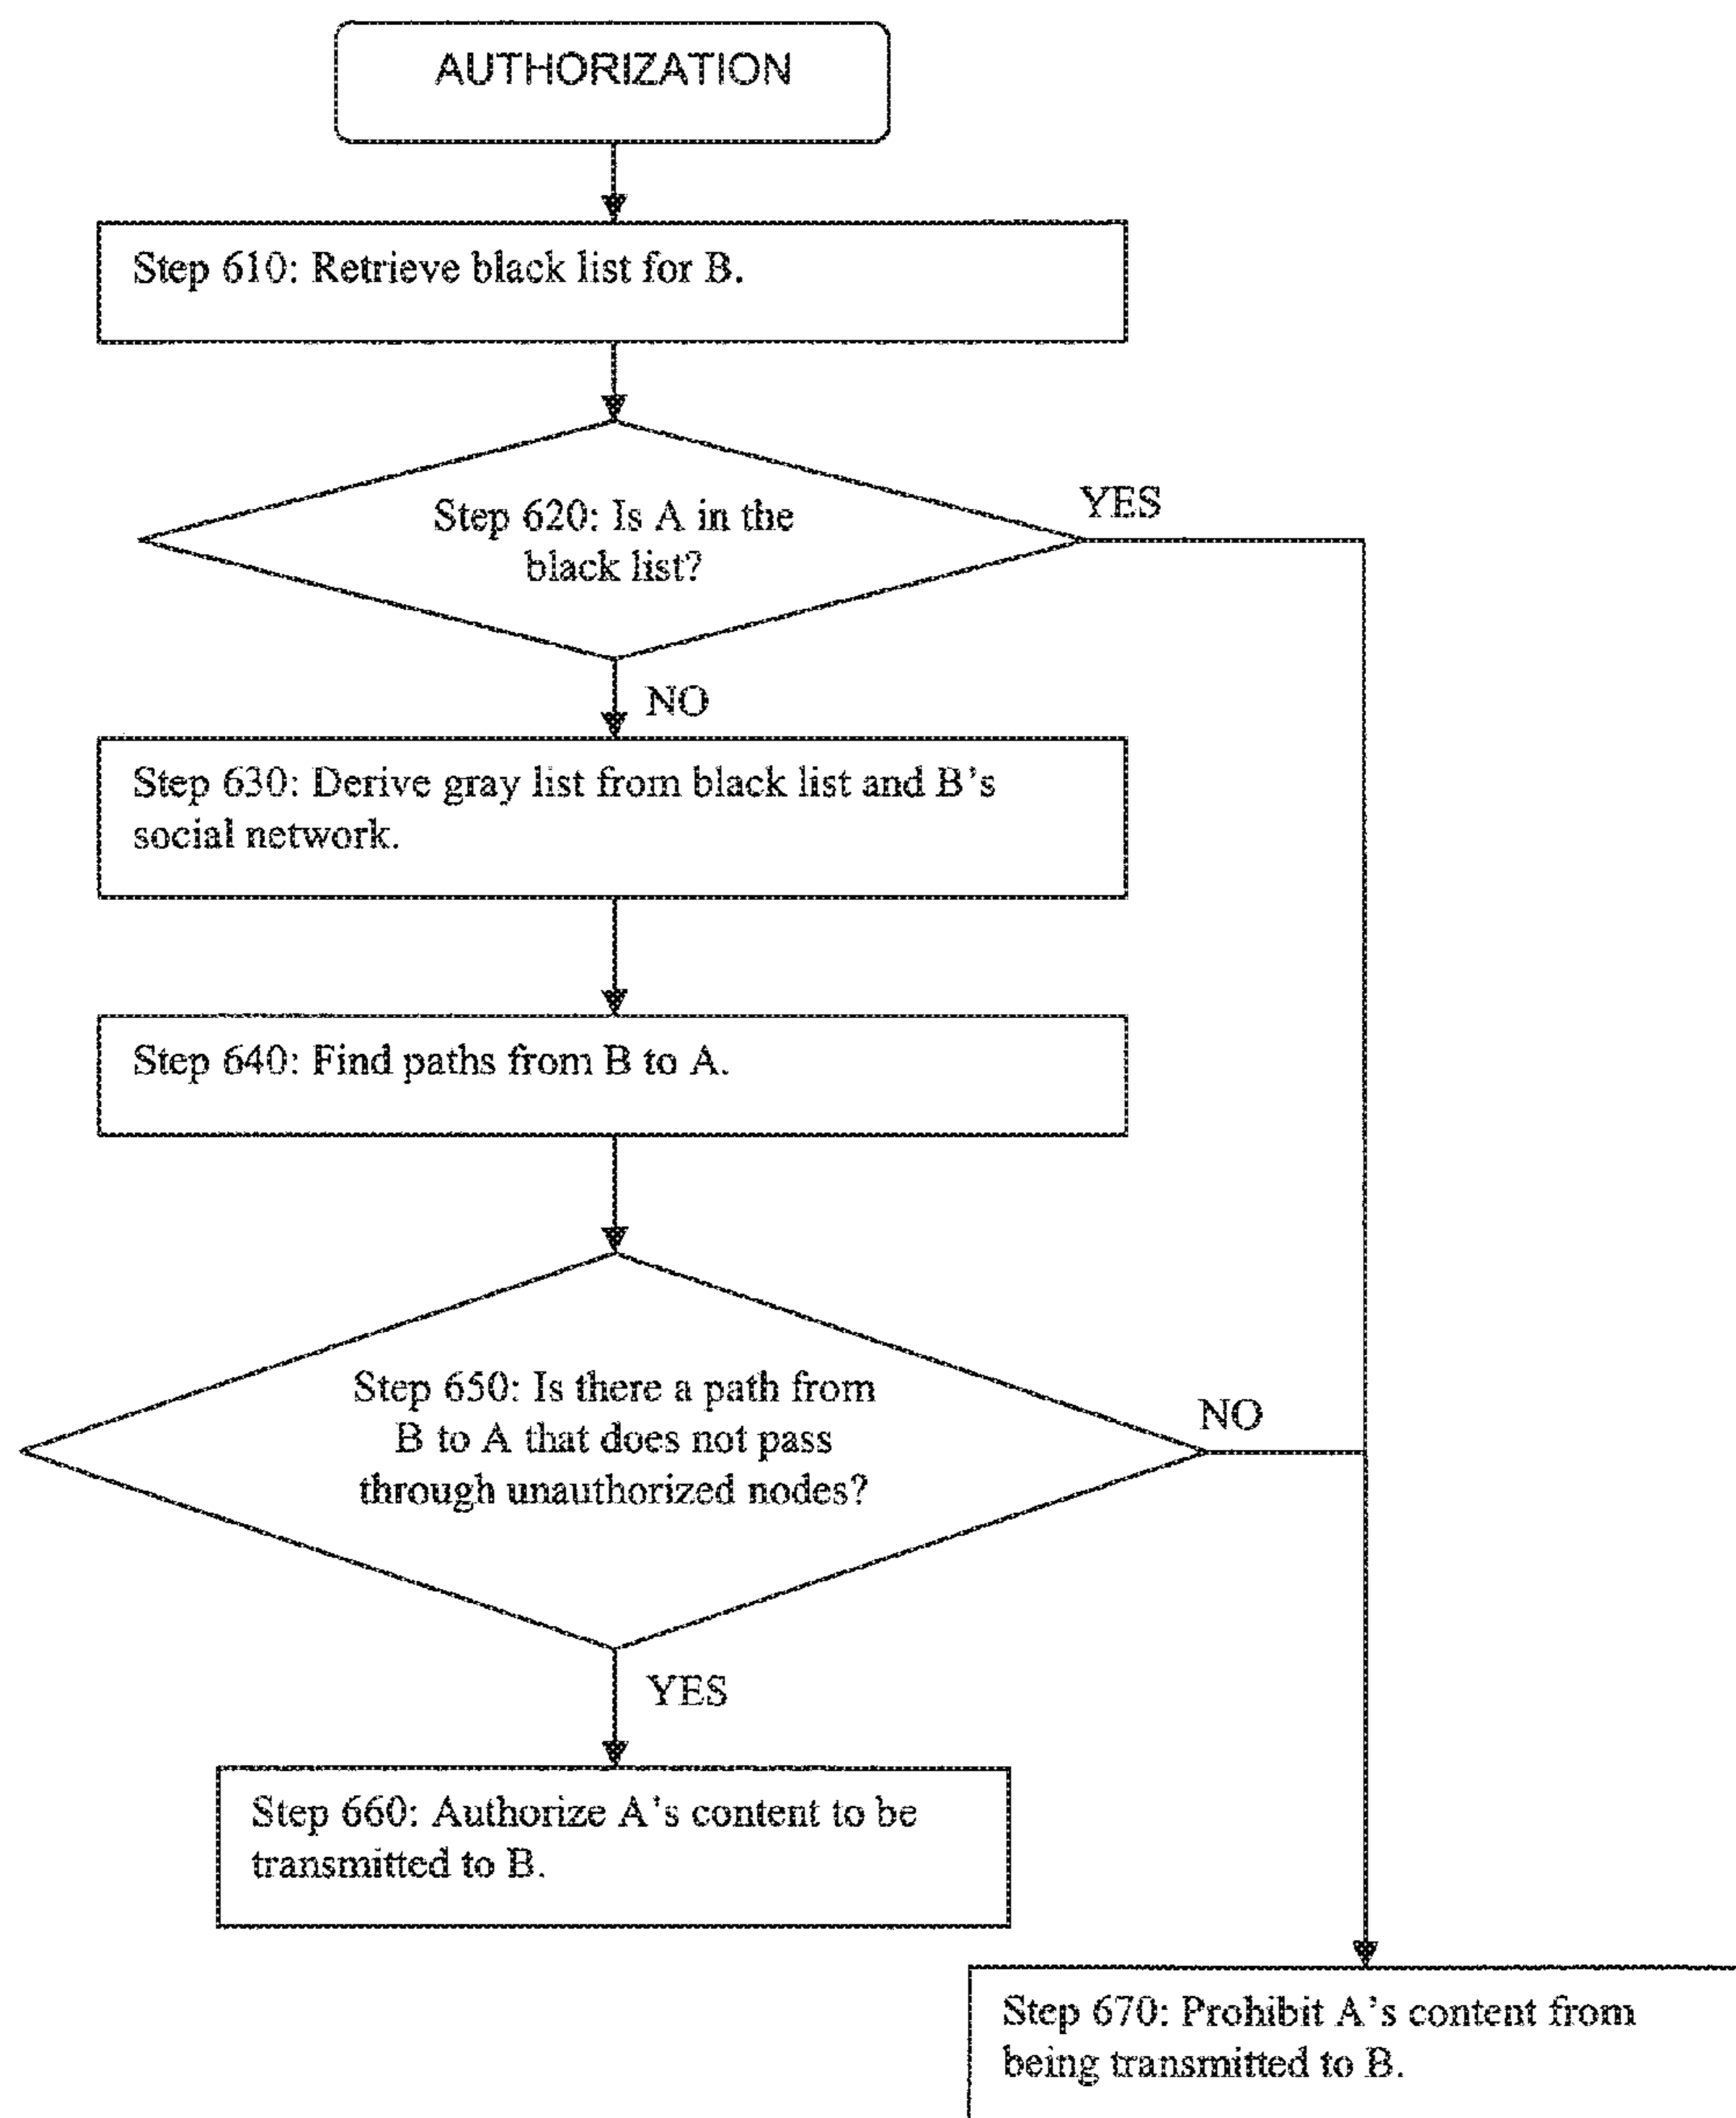 AUTHORIZATION
Step 610: Retrieve black list for B.
Step 620: Is A in the
black list?
YES
NO
Step 630: Derive gray list from black list and B's
social network.
Step 640: Find paths from B to A.
Step 650: Is there a path from
B to A that does not pass
through unauthorized nodes?
NO
YES
Step 660: Authorize A's content to be
transmitted to B.
Step 670: Prohibit A's content from
being transmitted to B.